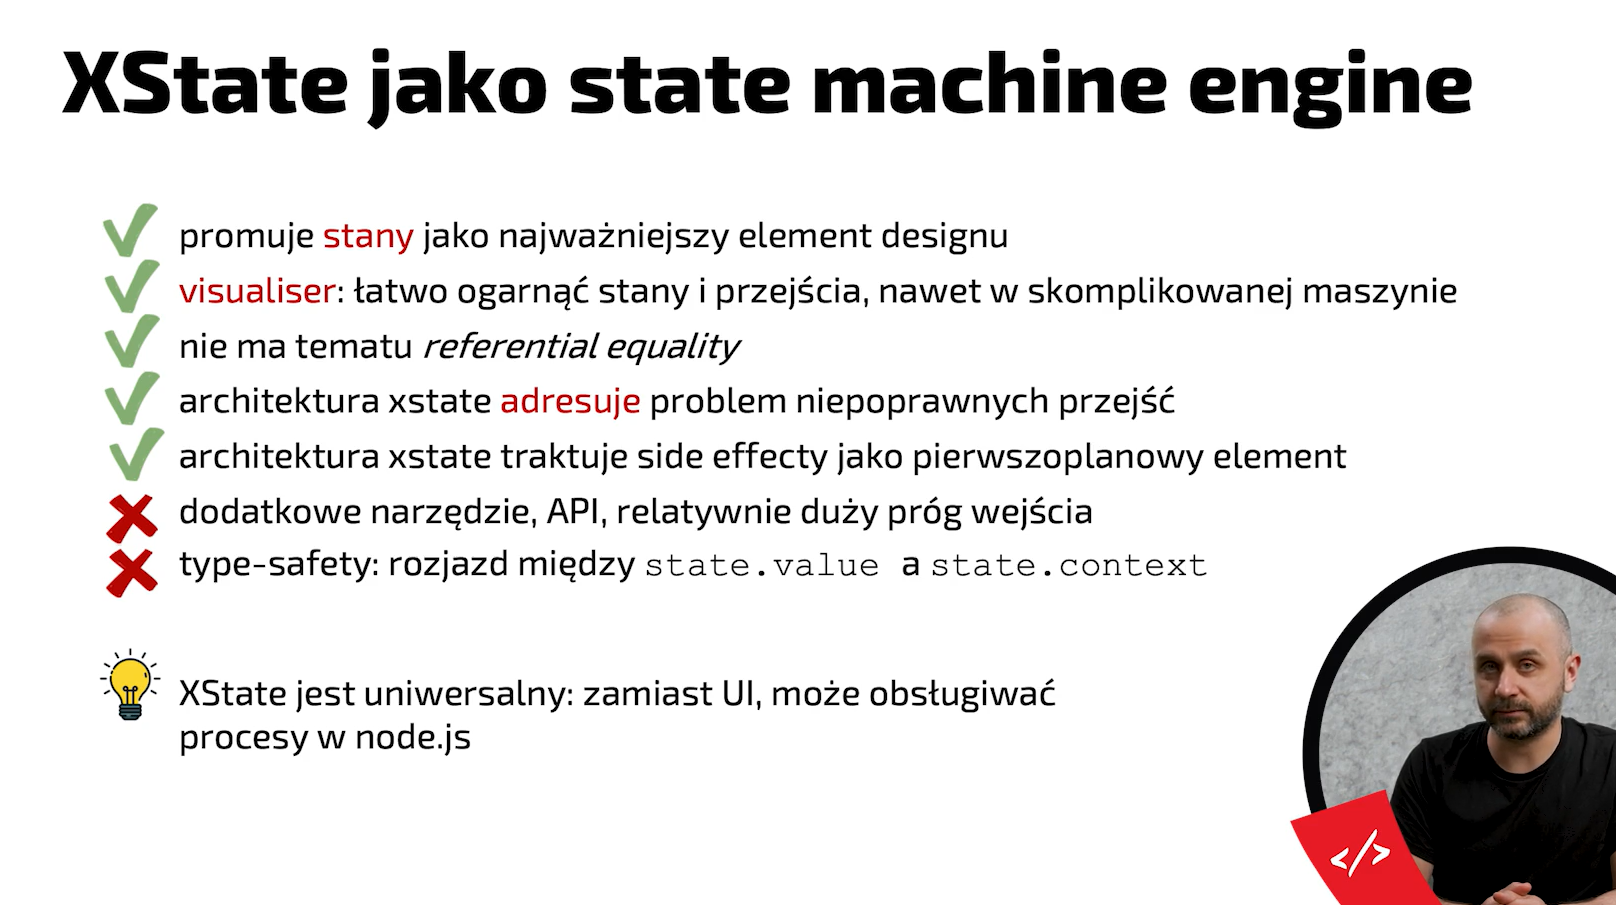 XState jako state machine engine
promuje stany jako najważniejszy element designu
visualiser: łatwo ogarnąć stany i przejścia, nawet w skomplikowanej maszynie
nie ma tematu referential equality
architektura xstate adresuje problem niepoprawnych przejść
architektura xstate traktuje side effecty jako pierwszoplanowy element
dodatkowe narzędzie, API, relatywnie duży próg wejścia
type-safety: rozjazd między state.value a state.context
XState jest uniwersalny: zamiast UI, może obsługiwać
procesy w node.js
</>